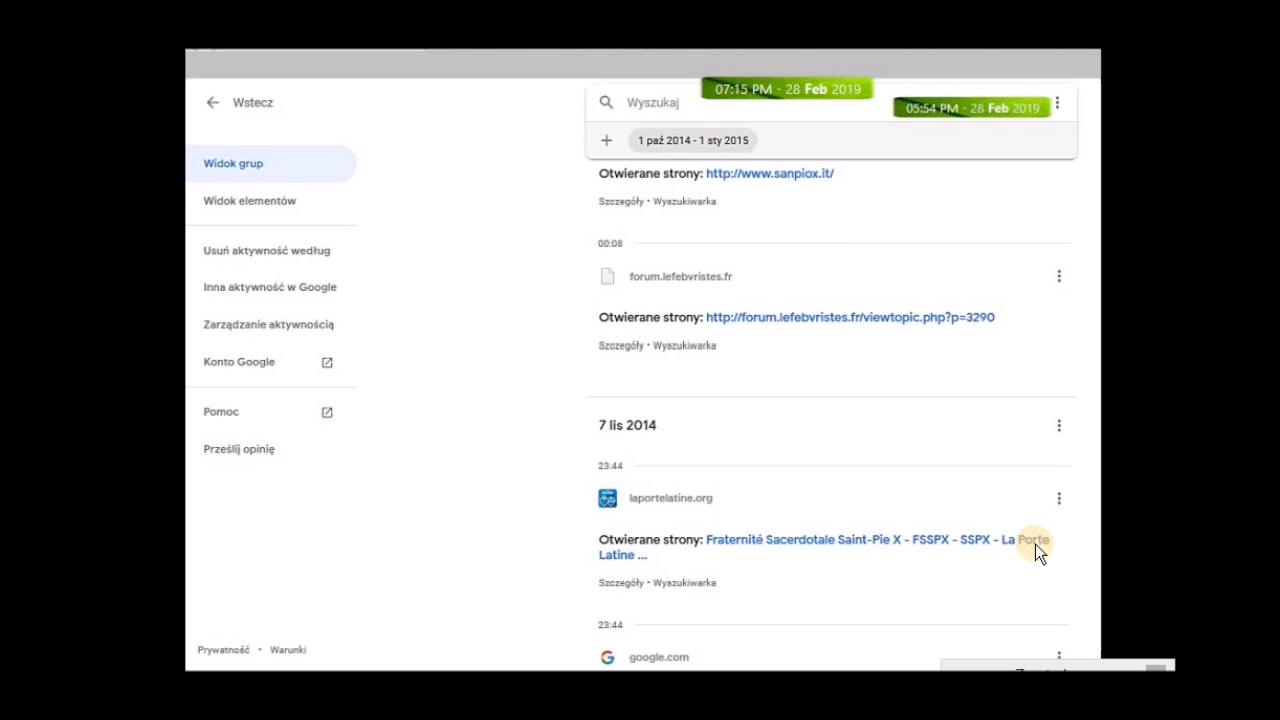 07:15 PM - 28 Feb 2019
Wstecz
Wyszukaj
05:54 PM - 28 Feb 2019
1 paź 2014 - 1 sty 2015
Widok grup
Widok elementów
Usuń aktywność według
Inna aktywność w Google
Zarządzanie aktywnością
Konto Google
Pomoc
Prześlij opinię
Prywatność • Warunki
Otwierane strony: http://www.sanpiox.it/
Szczegóły • Wyszukiwarka
00:08
forum.lefebvristes.fr
Otwierane strony: http://forum.lefebvristes.fr/viewtopic.php?p=3290
Szczegóły • Wyszukiwarka
7 lis 2014
23:44
laportelatine.org
Otwierane strony: Fraternité Sacerdotale Saint-Pie X - FSSPX - SSPX - La Porte
Latine ...
Szczegóły • Wyszukiwarka
23:44
google.com